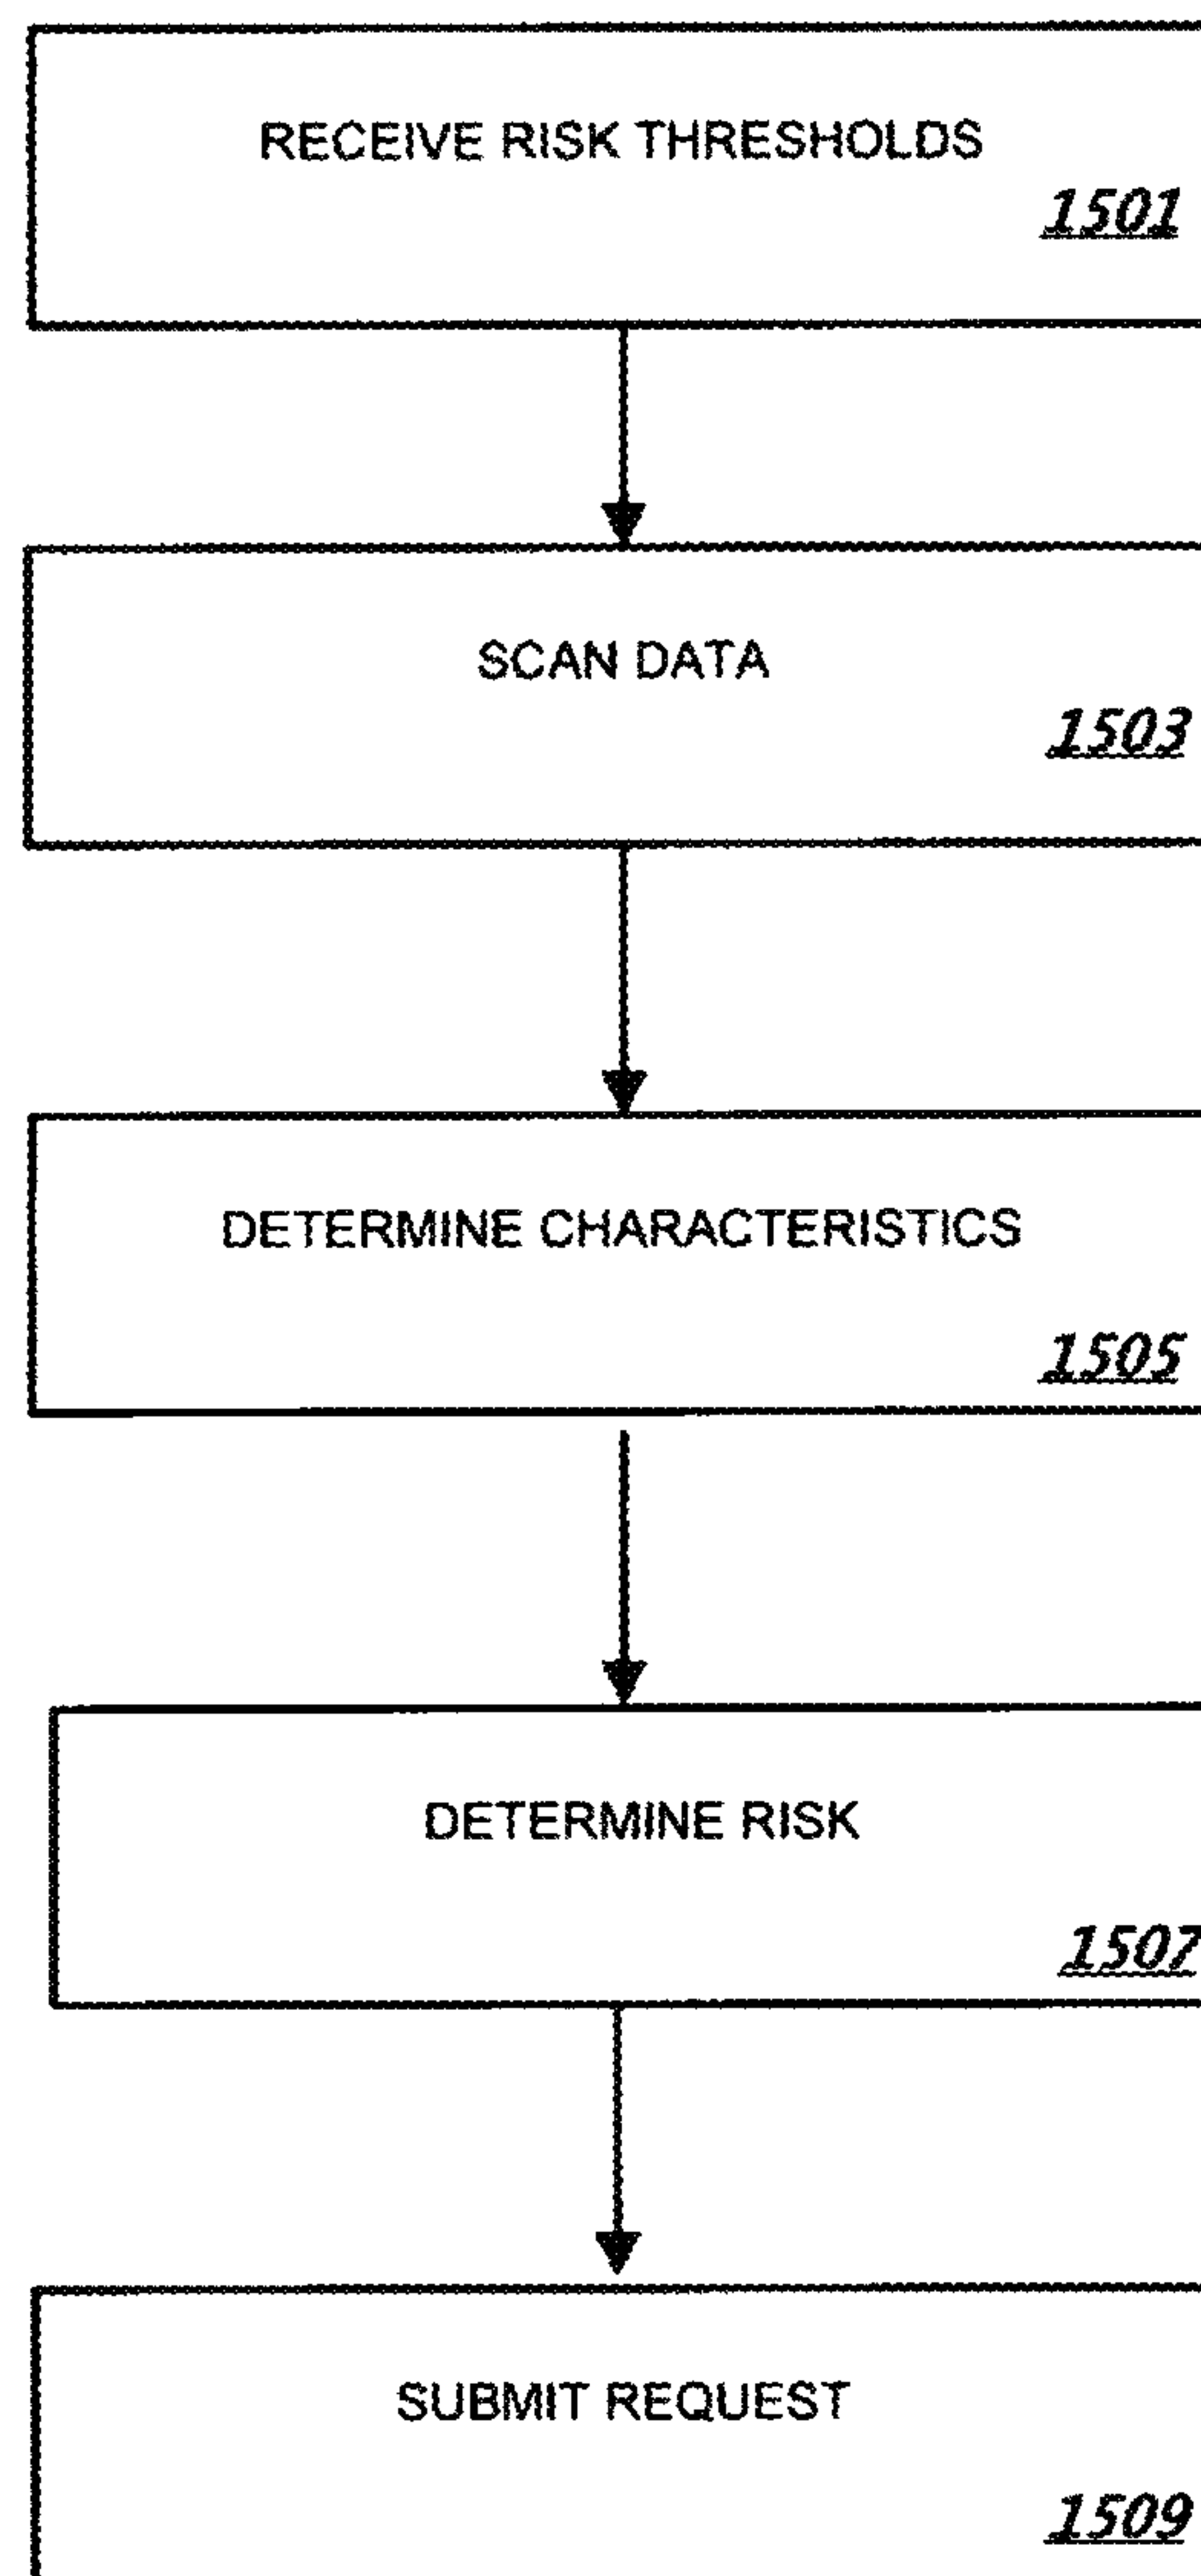 RECEIVE RISK THRESHOLDS
1501
SCAN DATA
1503
DETERMINE CHARACTERISTICS
1505
DETERMINE RISK
1507
SUBMIT REQUEST
1509